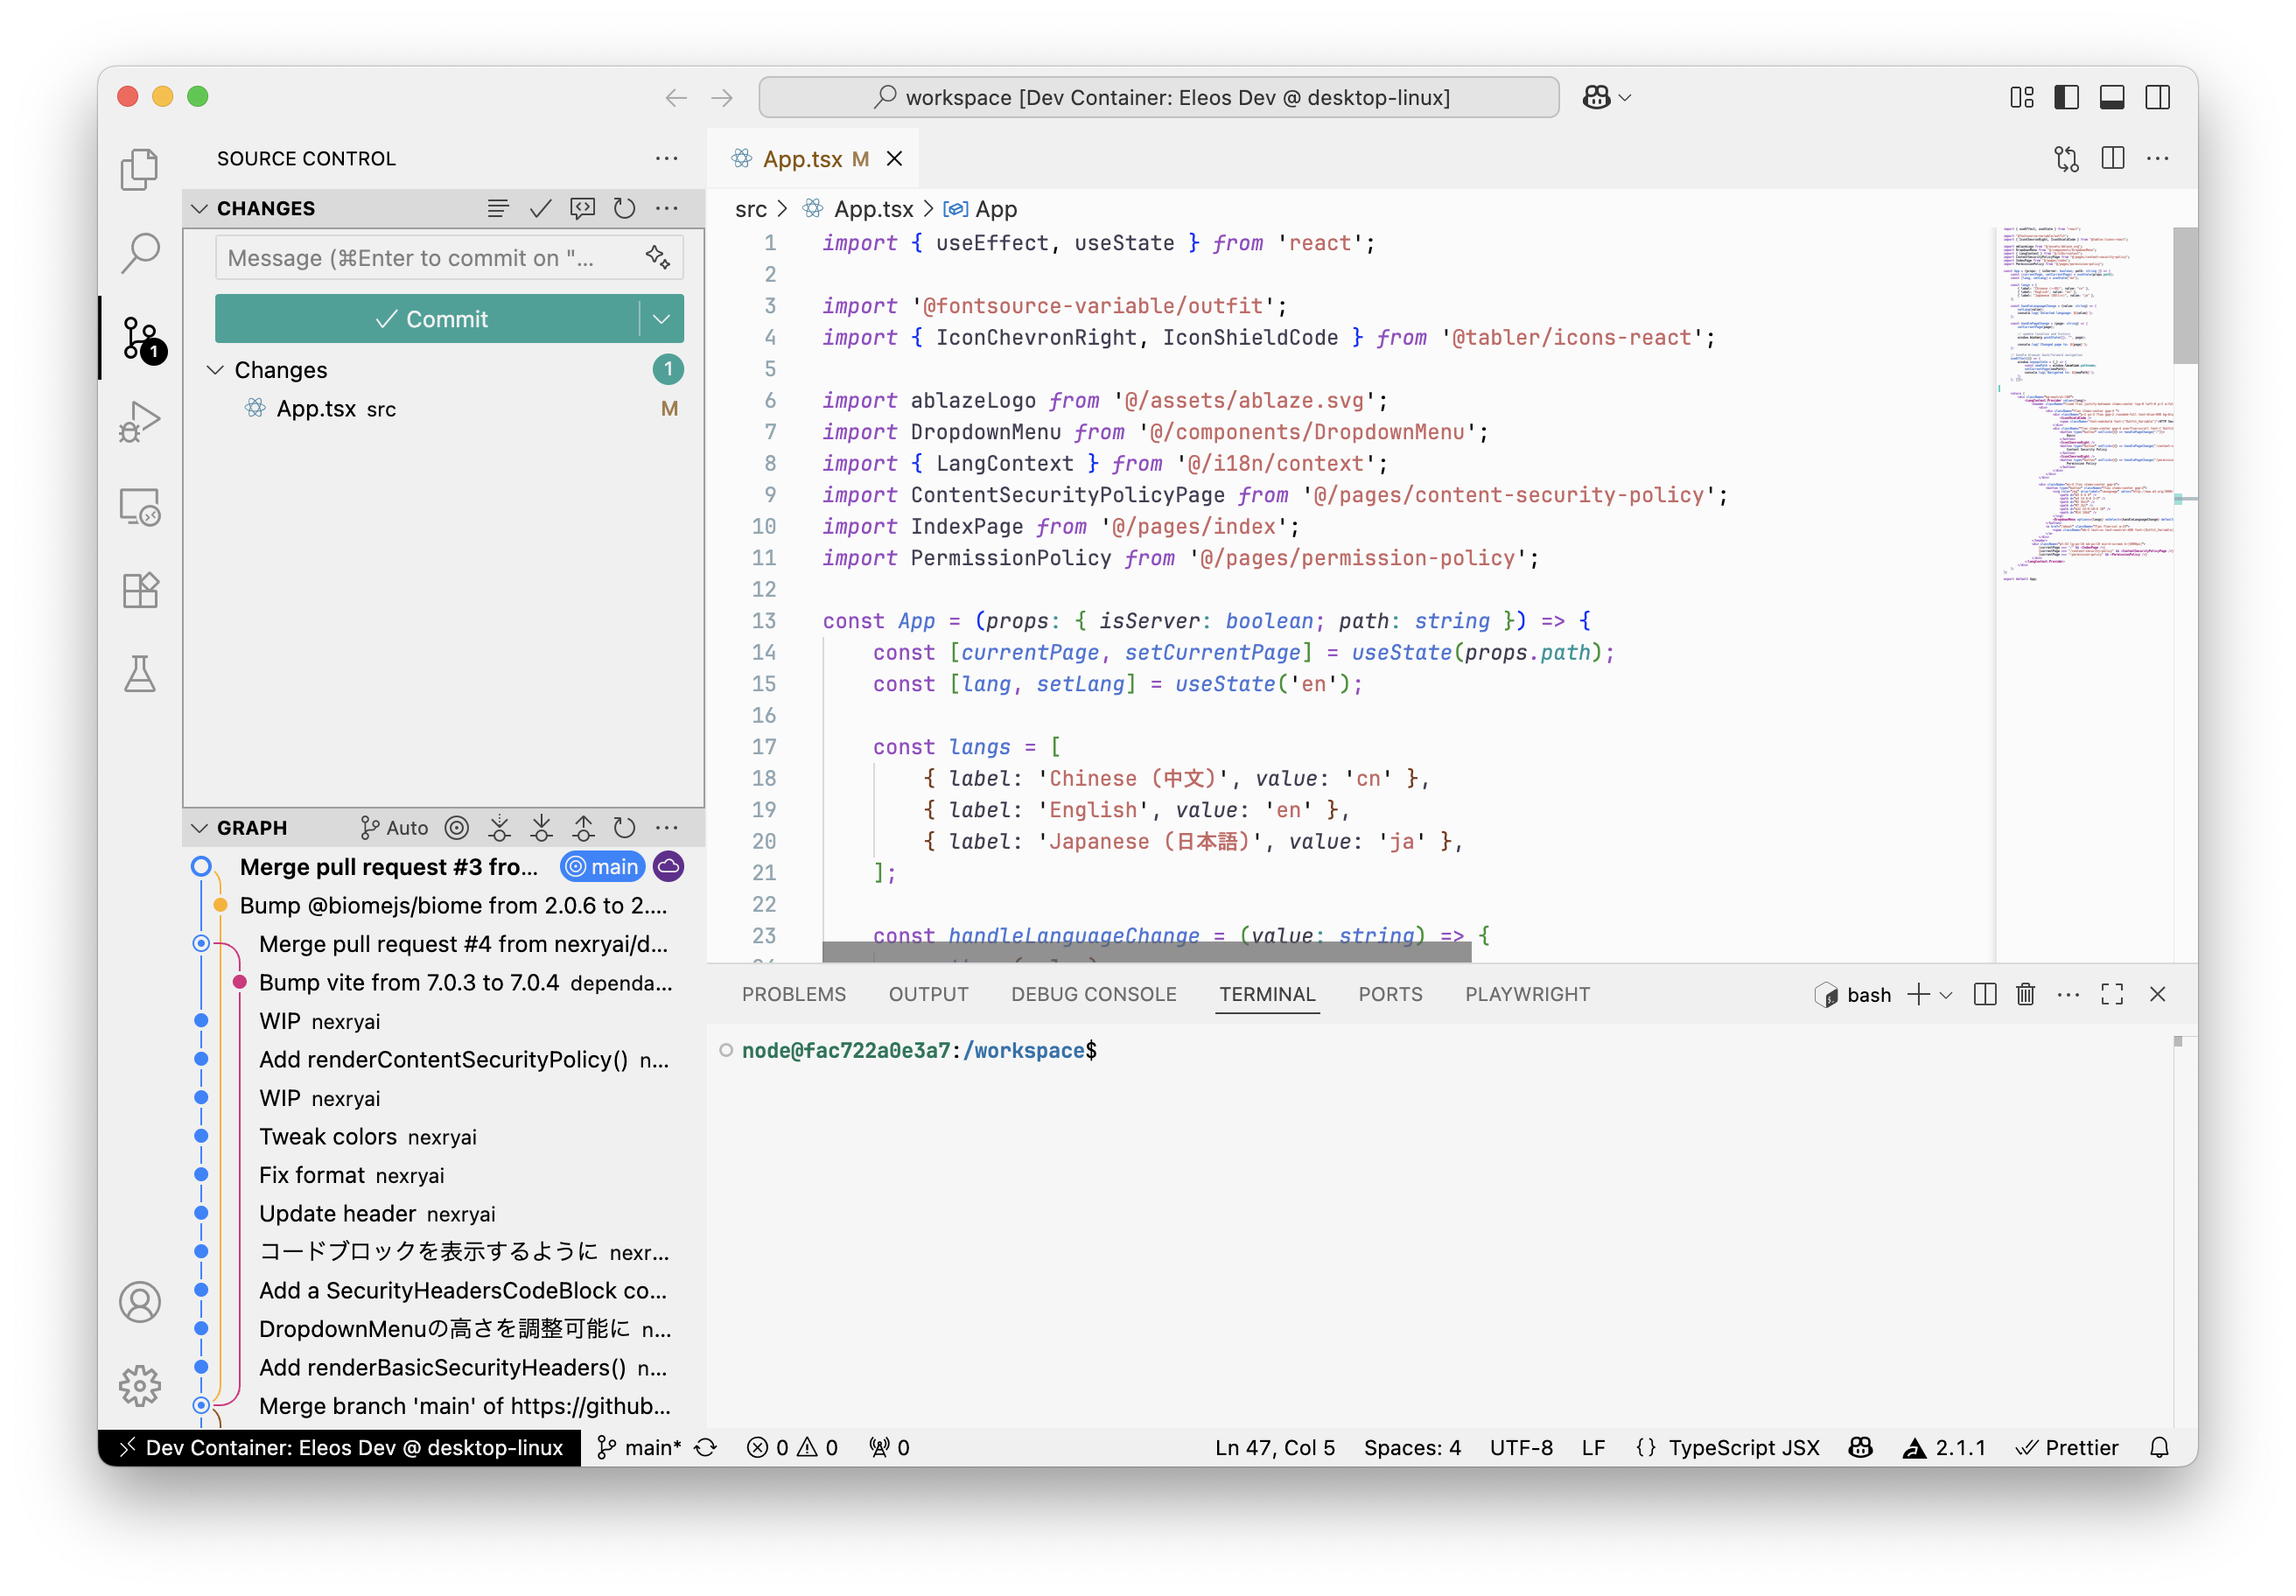 workspace [Dev Container: Eleos Dev @ desktop-linux]
SOURCE CONTROL
CHANGES
Message (⌘Enter to commit on "...
Commit
Changes 1
App.tsx src M
GRAPH Auto
Merge pull request #3 fro... main
Bump @biomejs/biome from 2.0.6 to 2....
Merge pull request #4 from nexryai/d...
Bump vite from 7.0.3 to 7.0.4 dependa...
WIP nexryai
Add renderContentSecurityPolicy() n...
WIP nexryai
Tweak colors nexryai
Fix format nexryai
Update header nexryai
コードブロックを表示するように nexr...
Add a SecurityHeadersCodeBlock co...
DropdownMenuの高さを調整可能に n...
Add renderBasicSecurityHeaders() n...
Merge branch 'main' of https://github...
1
App.tsx M
src > App.tsx > App
1 import { useEffect, useState } from 'react';
2
3 import '@fontsource-variable/outfit';
4 import { IconChevronRight, IconShieldCode } from '@tabler/icons-react';
5
6 import ablazeLogo from '@/assets/ablaze.svg';
7 import DropdownMenu from '@/components/DropdownMenu';
8 import { LangContext } from '@/i18n/context';
9 import ContentSecurityPolicyPage from '@/pages/content-security-policy';
10 import IndexPage from '@/pages/index';
11 import PermissionPolicy from '@/pages/permission-policy';
12
13 const App = (props: { isServer: boolean; path: string }) => {
14 const [currentPage, setCurrentPage] = useState(props.path);
15 const [lang, setLang] = useState('en');
16
17 const langs = [
18 { label: 'Chinese (中文)', value: 'cn' },
19 { label: 'English', value: 'en' },
20 { label: 'Japanese (日本語)', value: 'ja' },
21 ];
22
23 const handleLanguageChange = (value: string) => {
PROBLEMS OUTPUT DEBUG CONSOLE TERMINAL PORTS PLAYWRIGHT bash
node@fac722a0e3a7:/workspace$
Dev Container: Eleos Dev @ desktop-linux main* 0 0 0 Ln 47, Col 5 Spaces: 4 UTF-8 LF {} TypeScript JSX 2.1.1 Prettier